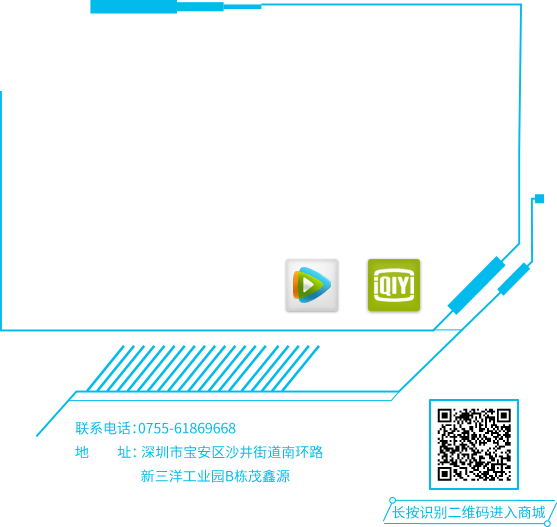 iQIYI
联系电话：0755-61869668
地　　址：深圳市宝安区沙井街道南环路
新三洋工业园B栋茂鑫源
长按识别二维码进入商城